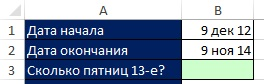 A B
1 Дата начала 9 дек 12
2 Дата окончания 9 ноя 14
3 Сколько пятниц 13-е?